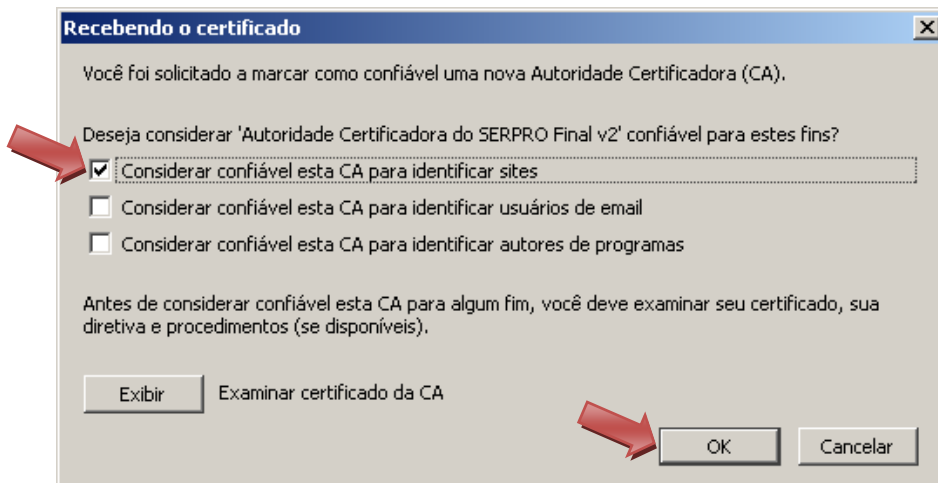 Recebendo o certificado
Você foi solicitado a marcar como confiável uma nova Autoridade Certificadora (CA).
Deseja considerar 'Autoridade Certificadora do SERPRO Final v2' confiável para estes fins?
Considerar confiável esta CA para identificar sites
Considerar confiável esta CA para identificar usuários de email
Considerar confiável esta CA para identificar autores de programas
Antes de considerar confiável esta CA para algum fim, você deve examinar seu certificado, sua
diretiva e procedimentos (se disponíveis).
Exibir Examinar certificado da CA
OK Cancelar